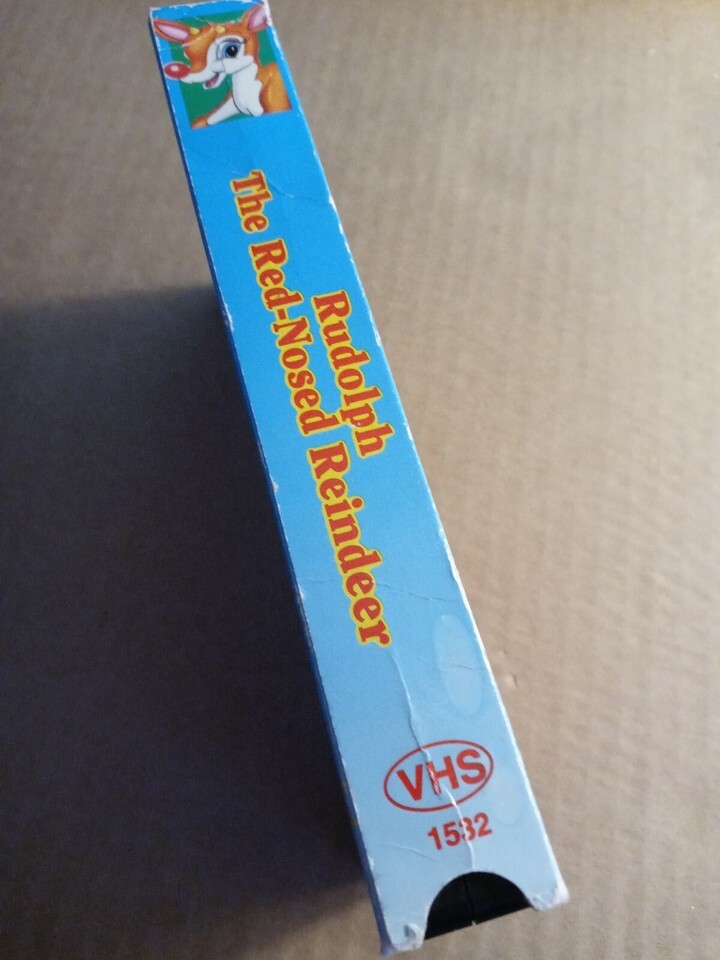 Rudolph
The Red-Nosed Reindeer
VHS
1532